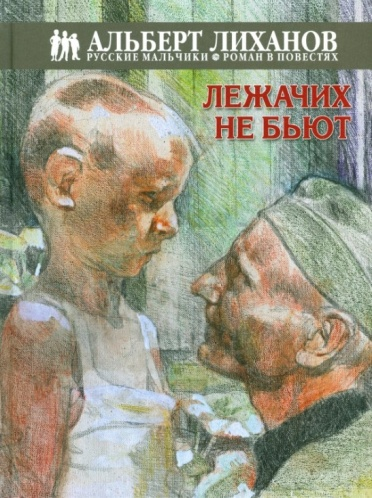 АЛЬБЕРТ ЛИХАНОВ
РУССКИЕ МАЛЬЧИКИ РОМАН В ПОВЕСТЯХ
ЛЕЖАЧИХ
НЕ БЬЮТ